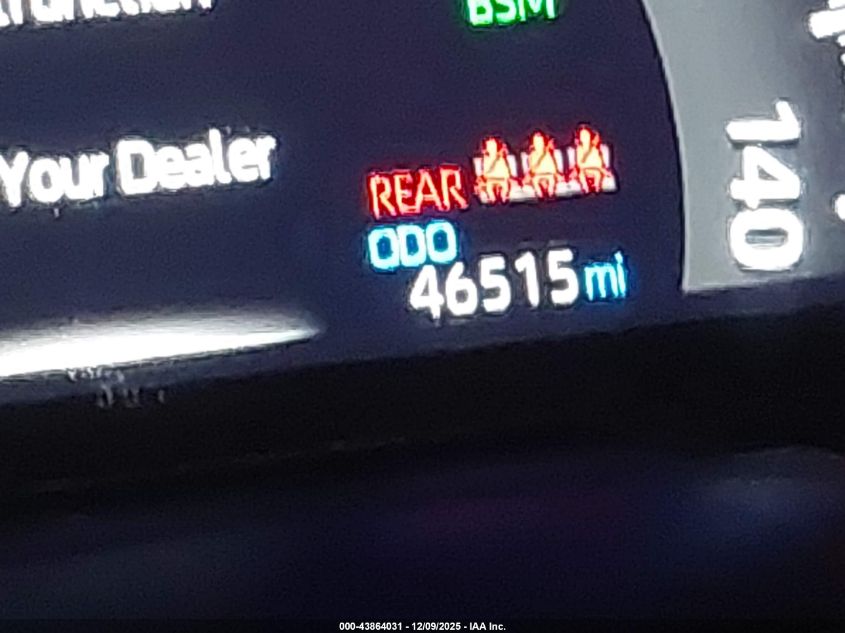 BSM
Your Dealer
REAR
ODO
46515 mi
140
000-43864031 - 12/09/2025 - IAA Inc.